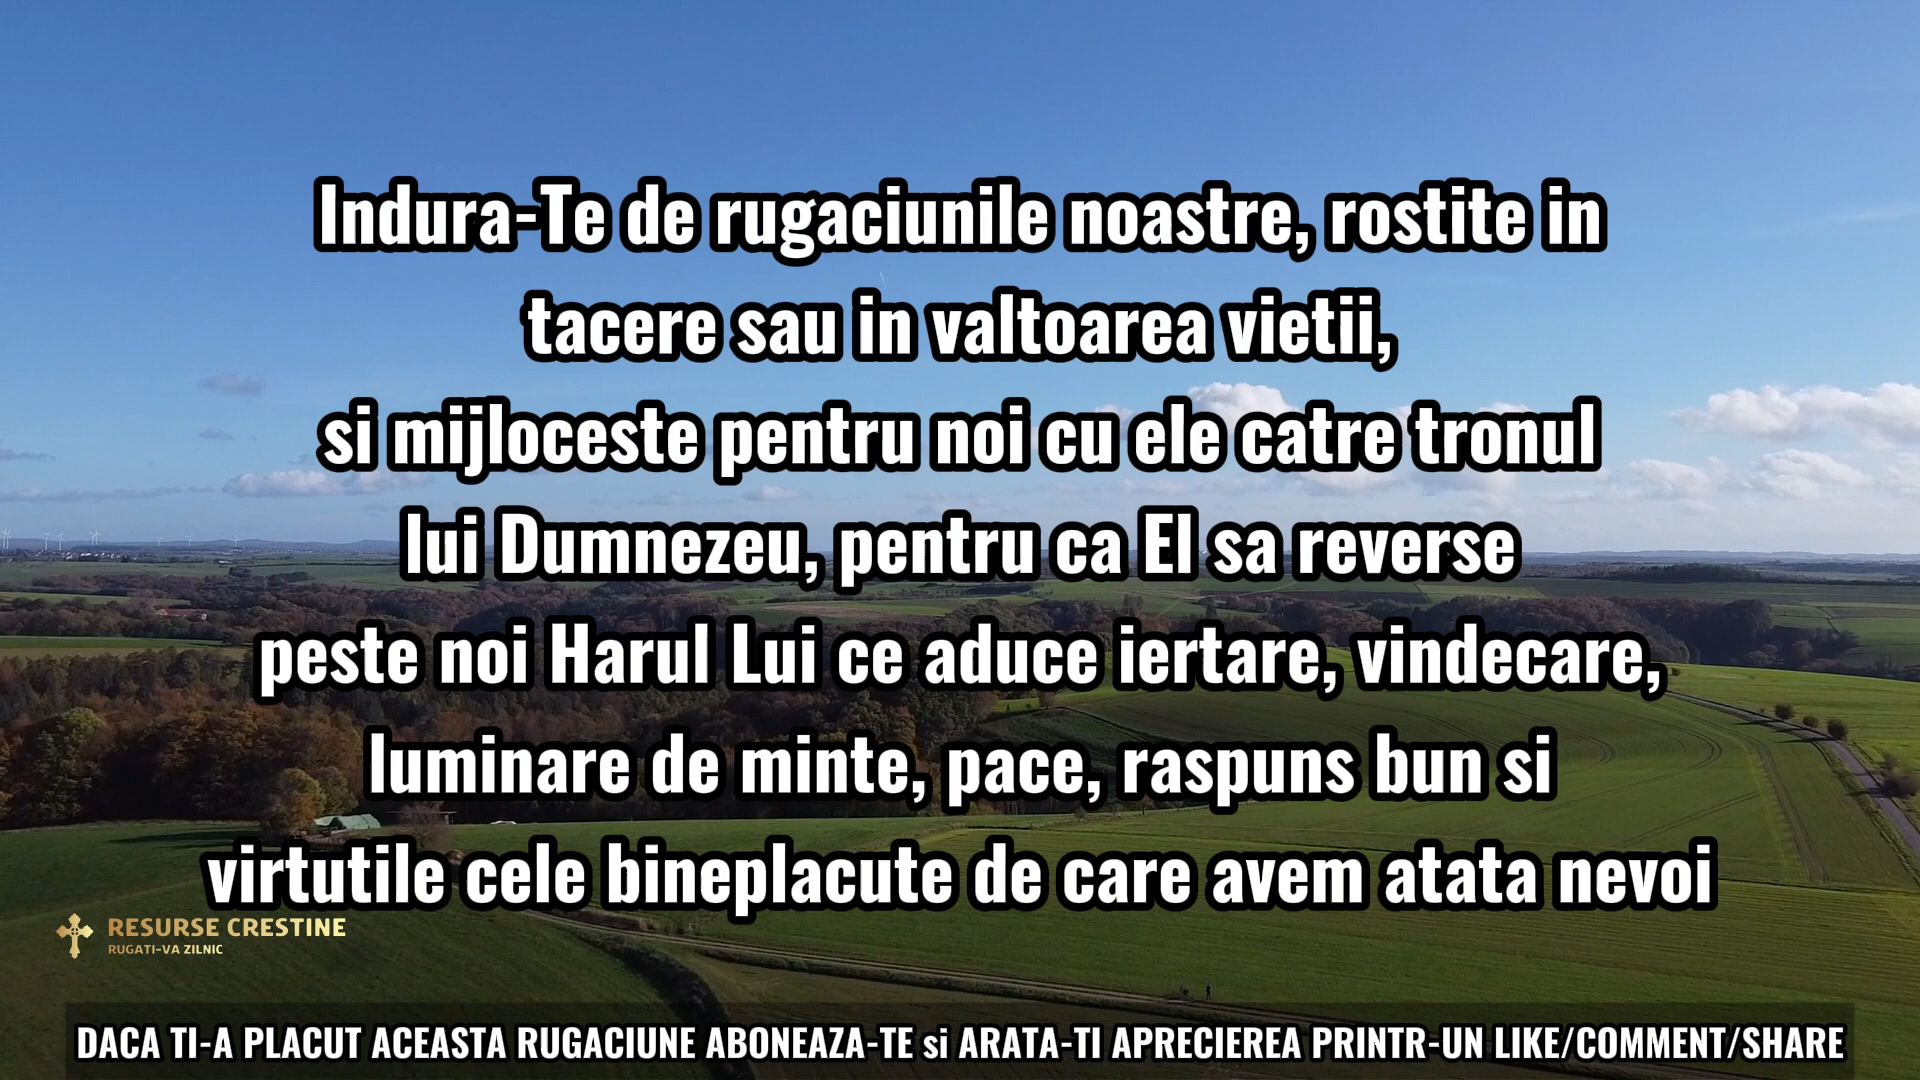 Indura-Te de rugaciunile noastre, rostite in
tacere sau in valtoarea vietii,
si mijloceste pentru noi cu ele catre tronul
lui Dumnezeu, pentru ca El sa reverse
peste noi Harul Lui ce aduce iertare, vindecare,
luminare de minte, pace, raspuns bun si
virtutile cele bineplacute de care avem atata nevoi
RESURSE CRESTINE
RUGATI-VA ZILNIC
DACA TI-A PLACUT ACEASTA RUGACIUNE ABONEAZA-TE si ARATA-TI APRECIEREA PRINTR-UN LIKE/COMMENT/SHARE